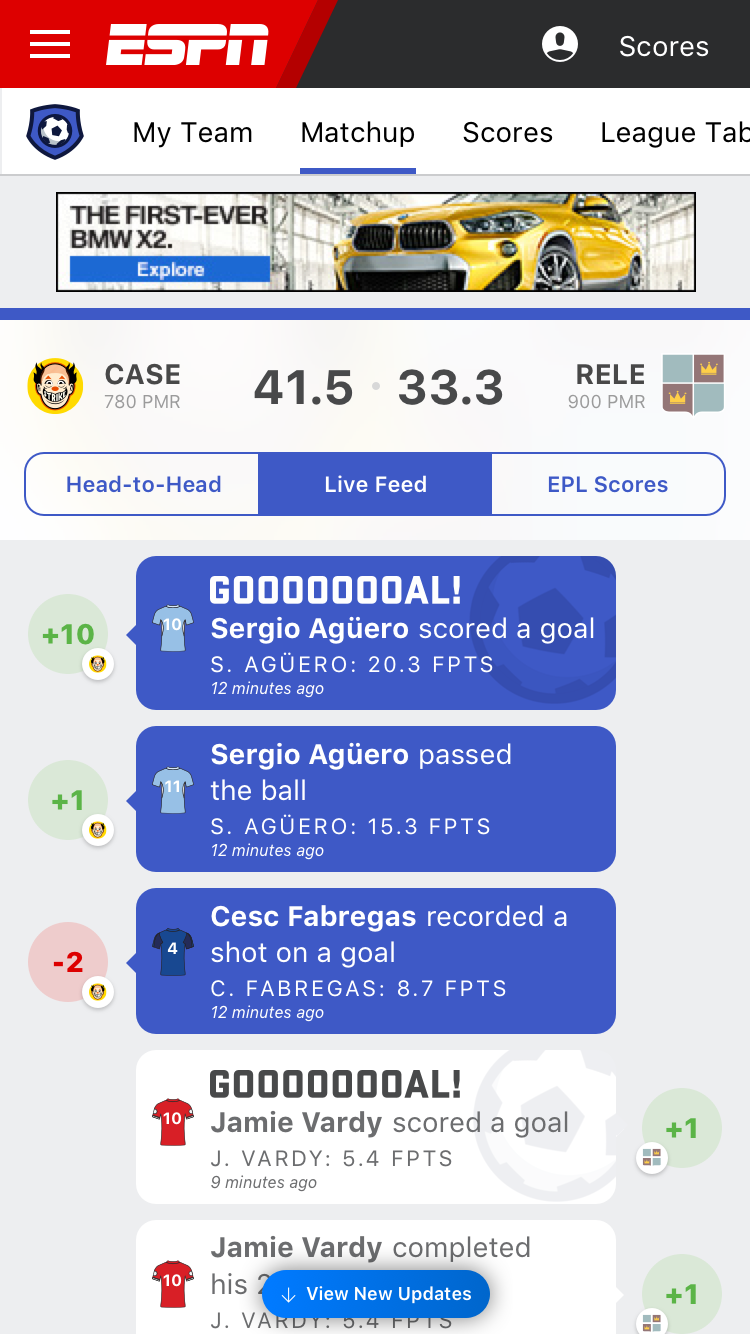 ESPN
Scores
My Team Matchup Scores League Tab
THE FIRST-EVER
BMW X2.
Explore
CASE
780 PMR
41.5 · 33.3
RELE
900 PMR
Head-to-Head Live Feed EPL Scores
+10
10
GOOOOOOOAL!
Sergio Agüero scored a goal
S. AGÜERO: 20.3 FPTS
12 minutes ago
+1
11
Sergio Agüero passed
the ball
S. AGÜERO: 15.3 FPTS
12 minutes ago
-2
4
Cesc Fabregas recorded a
shot on a goal
C. FABREGAS: 8.7 FPTS
12 minutes ago
10
GOOOOOOOAL!
Jamie Vardy scored a goal
J. VARDY: 5.4 FPTS
9 minutes ago
+1
10
Jamie Vardy completed
his 2
J. VARDY: 5.4 FPTS
+1
↓ View New Updates